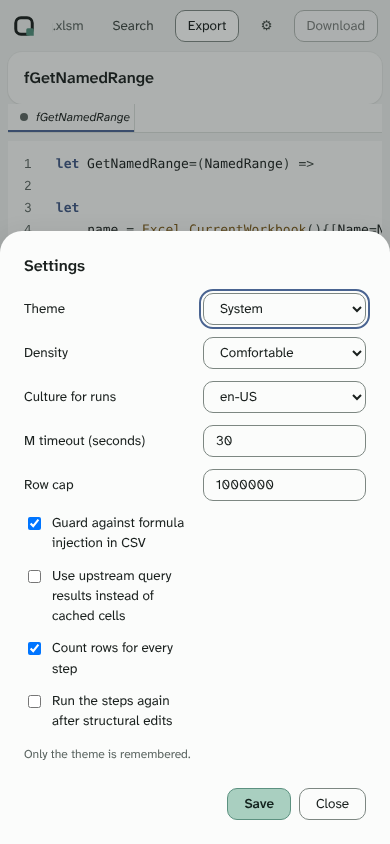 .xlsm Search Export ⚙ Download
fGetNamedRange
fGetNamedRange
1 let GetNamedRange=(NamedRange) =>
2
3 let
4 name = Excel.CurrentWorkbook(){[Name=N
Settings
Theme System
Density Comfortable
Culture for runs en-US
M timeout (seconds) 30
Row cap 1000000
Guard against formula
injection in CSV
Use upstream query
results instead of
cached cells
Count rows for every
step
Run the steps again
after structural edits
Only the theme is remembered.
Save Close